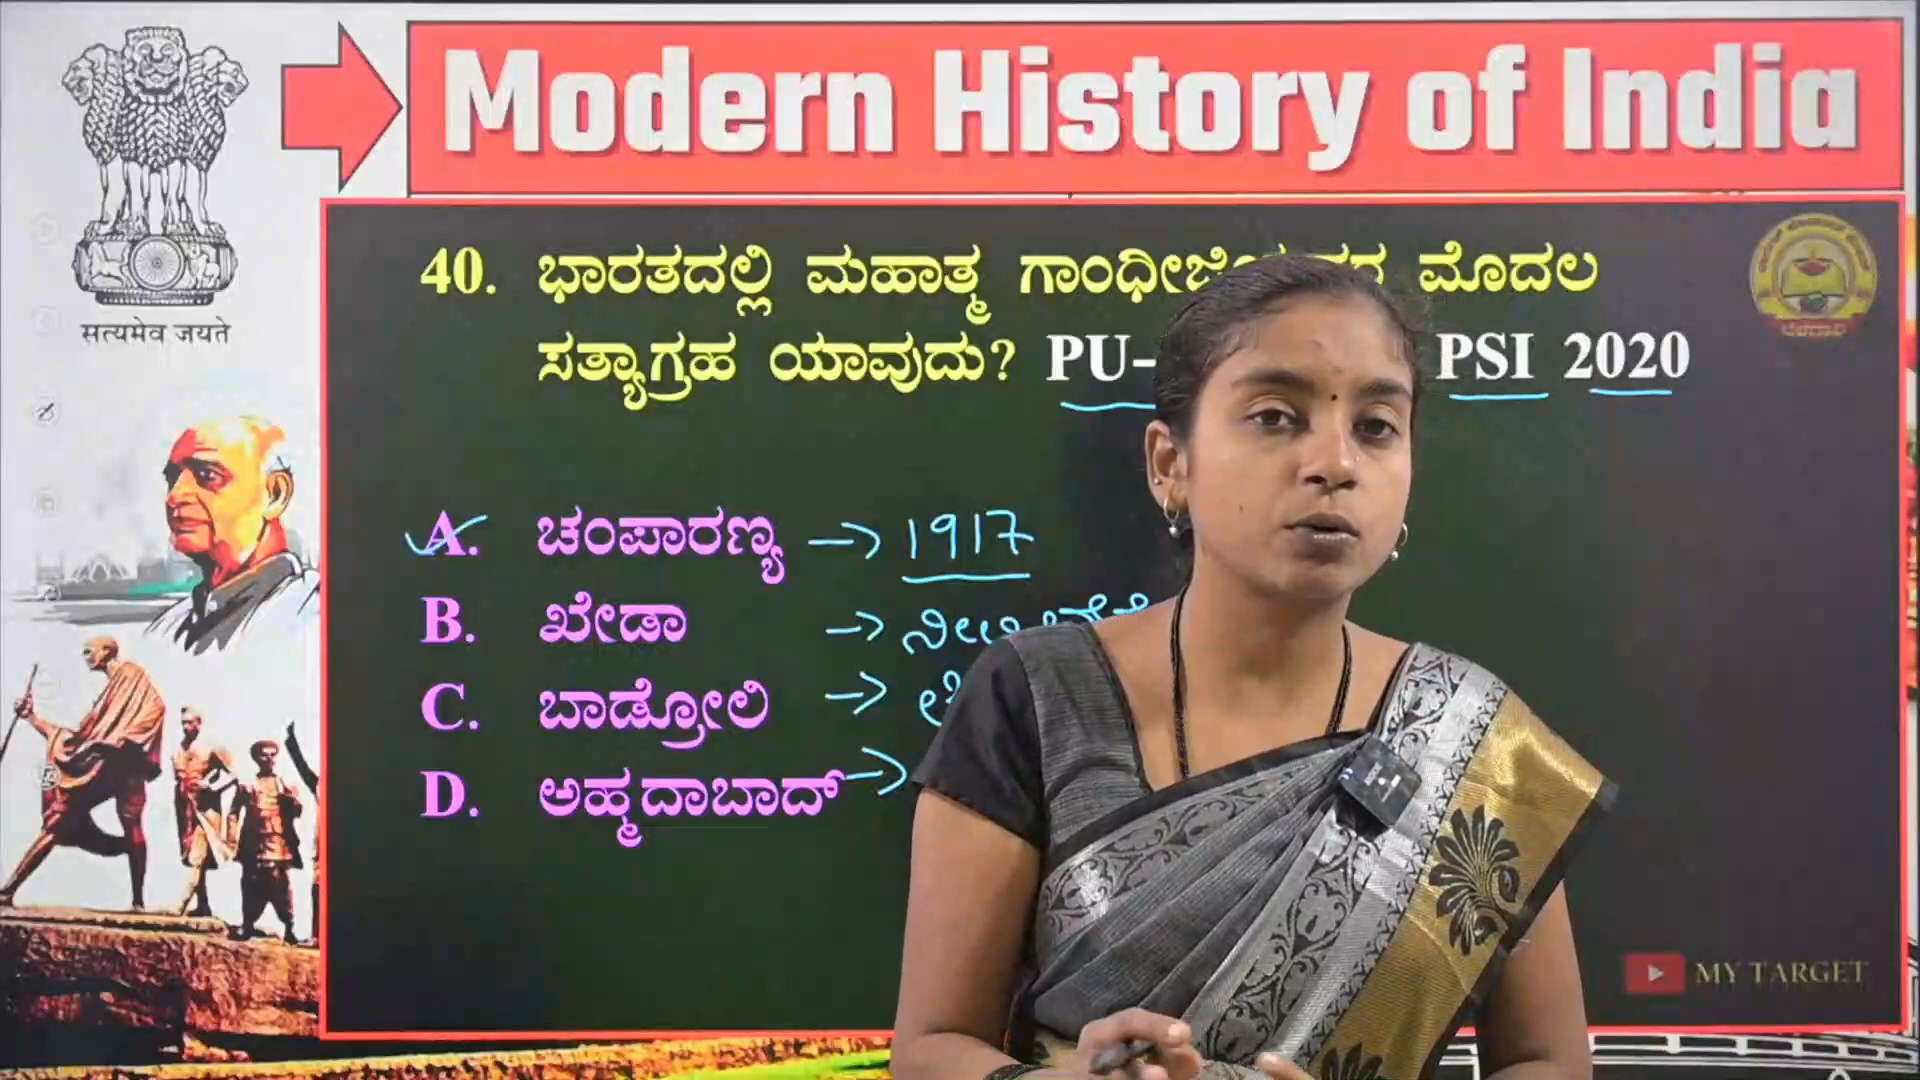 Modern History of India
सत्यमेव जयते
40. ಭಾರತದಲ್ಲಿ ಮಹಾತ್ಮ ಮೊದಲ
ಸತ್ಯಾಗ್ರಹ ಯಾವುದು? PU- PSI 2020
A. ಚಂಪಾರಣ್ಯ → 1917
B. ಖೇಡಾ →
C. ಬಾರ್ಡೋಲಿ →
D. ಅಹ್ಮದಾಬಾದ್ →
MY TARGET